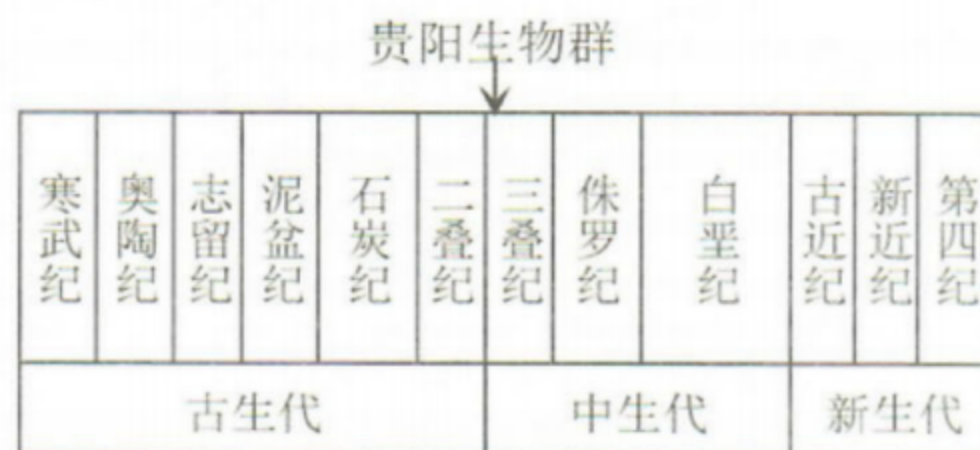 贵阳生物群
寒武纪
奥陶纪
志留纪
泥盆纪
石炭纪
二叠纪
三叠纪
侏罗纪
白垩纪
古近纪
新近纪
第四纪
古生代
中生代
新生代